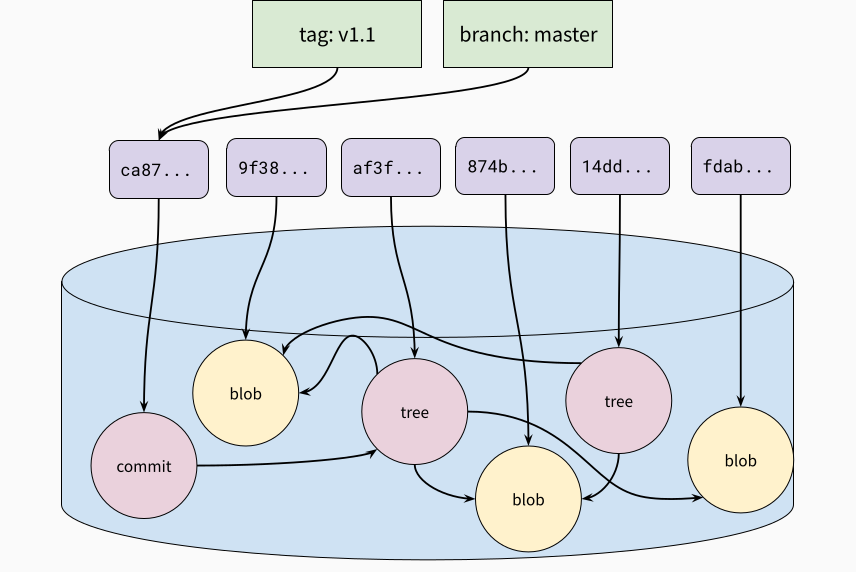 tag: v1.1
branch: master
ca87...
9f38...
af3f...
874b...
14dd...
fdab...
blob
tree
tree
commit
blob
blob